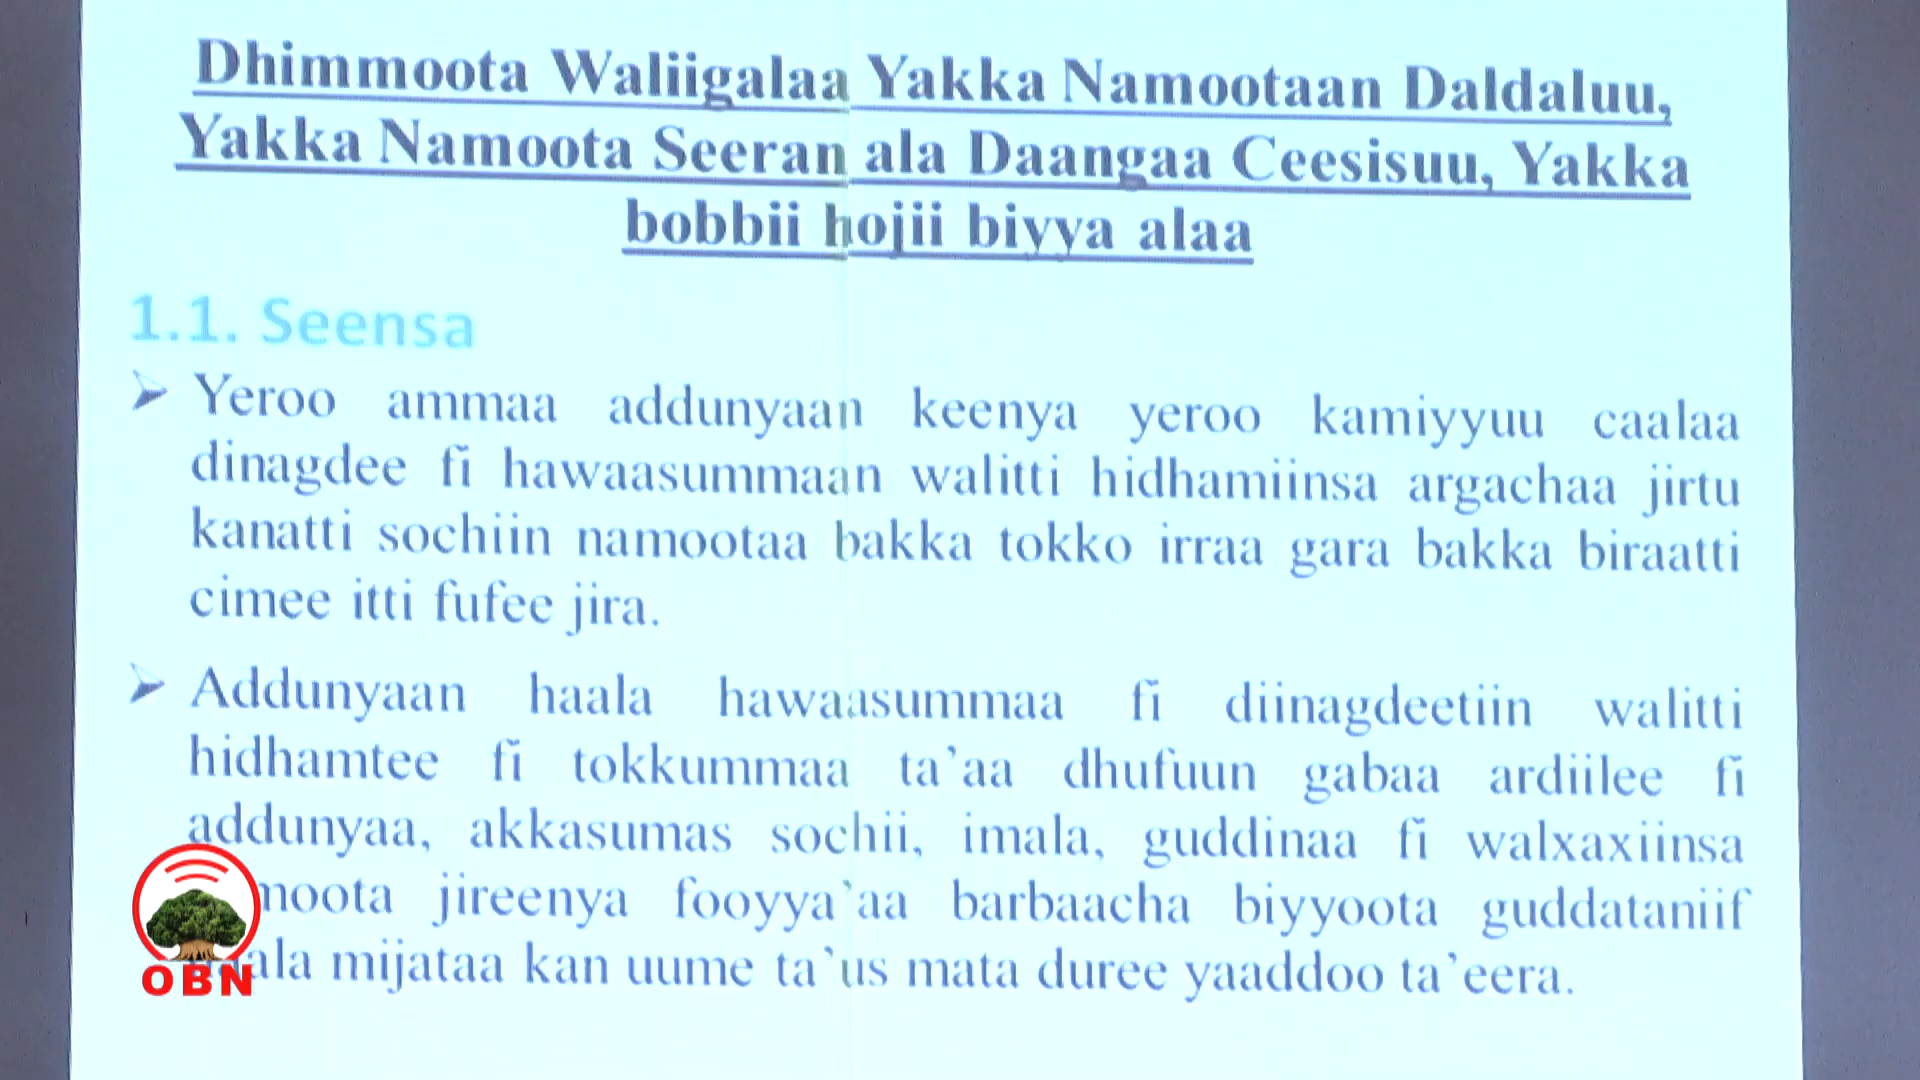 Dhimmoota Waliigalaa Yakka Namootaan Daldaluu,
Yakka Namoota Seeran ala Daangaa Ceesisuu, Yakka
bobbii hojii biyya alaa
1.1. Seensa
➢ Yeroo ammaa addunyaan keenya yeroo kamiyyuu caalaa
dinagdee fi hawaasummaan walitti hidhamiinsa argachaa jirtu
kanatti sochiin namootaa bakka tokko irraa gara bakka biraatti
cimee itti fufee jira.
➢ Addunyaan haala hawaasummaa fi diinagdeetiin walitti
hidhamtee fi tokkummaa ta’aa dhufuun gabaa ardiilee fi
addunyaa, akkasumas sochii, imala, guddinaa fi walxaxiinsa
jireenya fooyya’aa barbaacha biyyoota guddataniif
mijataa kan uume ta’us mata duree yaaddoo ta’eera.
OBN